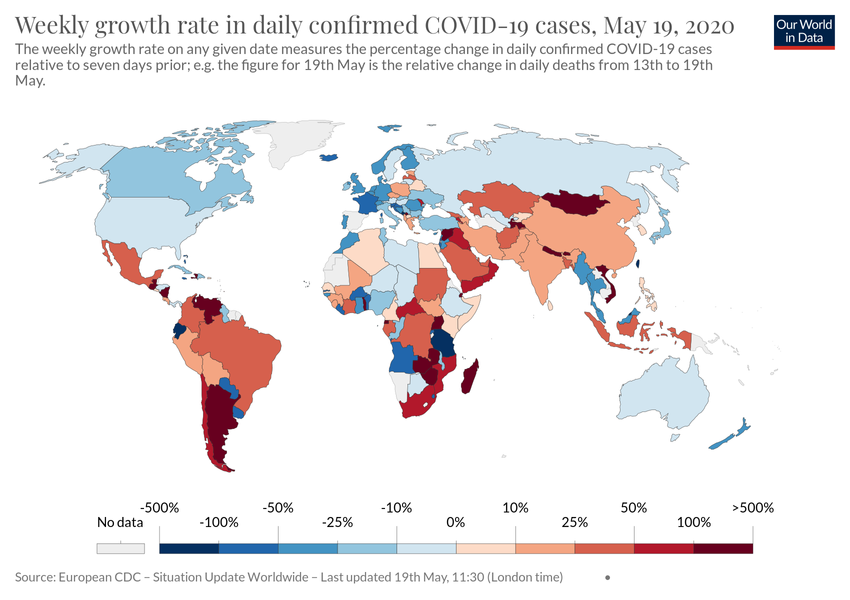 Weekly growth rate in daily confirmed COVID-19 cases, May 19, 2020
Our World
in Data
The weekly growth rate on any given date measures the percentage change in daily confirmed COVID-19 cases
relative to seven days prior; e.g. the figure for 19th May is the relative change in daily deaths from 13th to 19th
May.
-500% -50% -10% 10% 50% >500%
No data -100% -25% 0% 25% 100%
Source: European CDC – Situation Update Worldwide – Last updated 19th May, 11:30 (London time) •